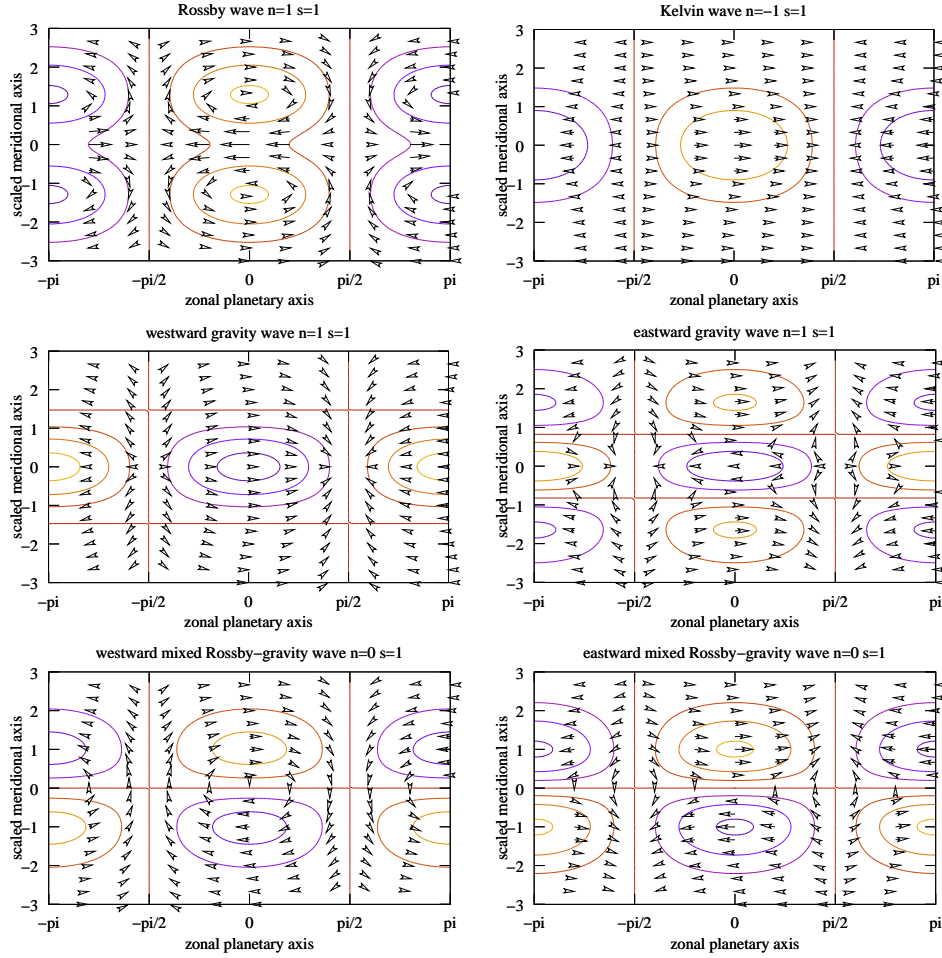 Rossby wave n=1 s=1
scaled meridional axis
3
2
1
0
−1
−2
−3
−pi
−pi/2
0
pi/2
pi
zonal planetary axis
Kelvin wave n=−1 s=1
scaled meridional axis
3
2
1
0
−1
−2
−3
−pi
−pi/2
0
pi/2
pi
zonal planetary axis
westward gravity wave n=1 s=1
scaled meridional axis
3
2
1
0
−1
−2
−3
−pi
−pi/2
0
pi/2
pi
zonal planetary axis
eastward gravity wave n=1 s=1
scaled meridional axis
3
2
1
0
−1
−2
−3
−pi
−pi/2
0
pi/2
pi
zonal planetary axis
westward mixed Rossby−gravity wave n=0 s=1
scaled meridional axis
3
2
1
0
−1
−2
−3
−pi
−pi/2
0
pi/2
pi
zonal planetary axis
eastward mixed Rossby−gravity wave n=0 s=1
scaled meridional axis
3
2
1
0
−1
−2
−3
−pi
−pi/2
0
pi/2
pi
zonal planetary axis